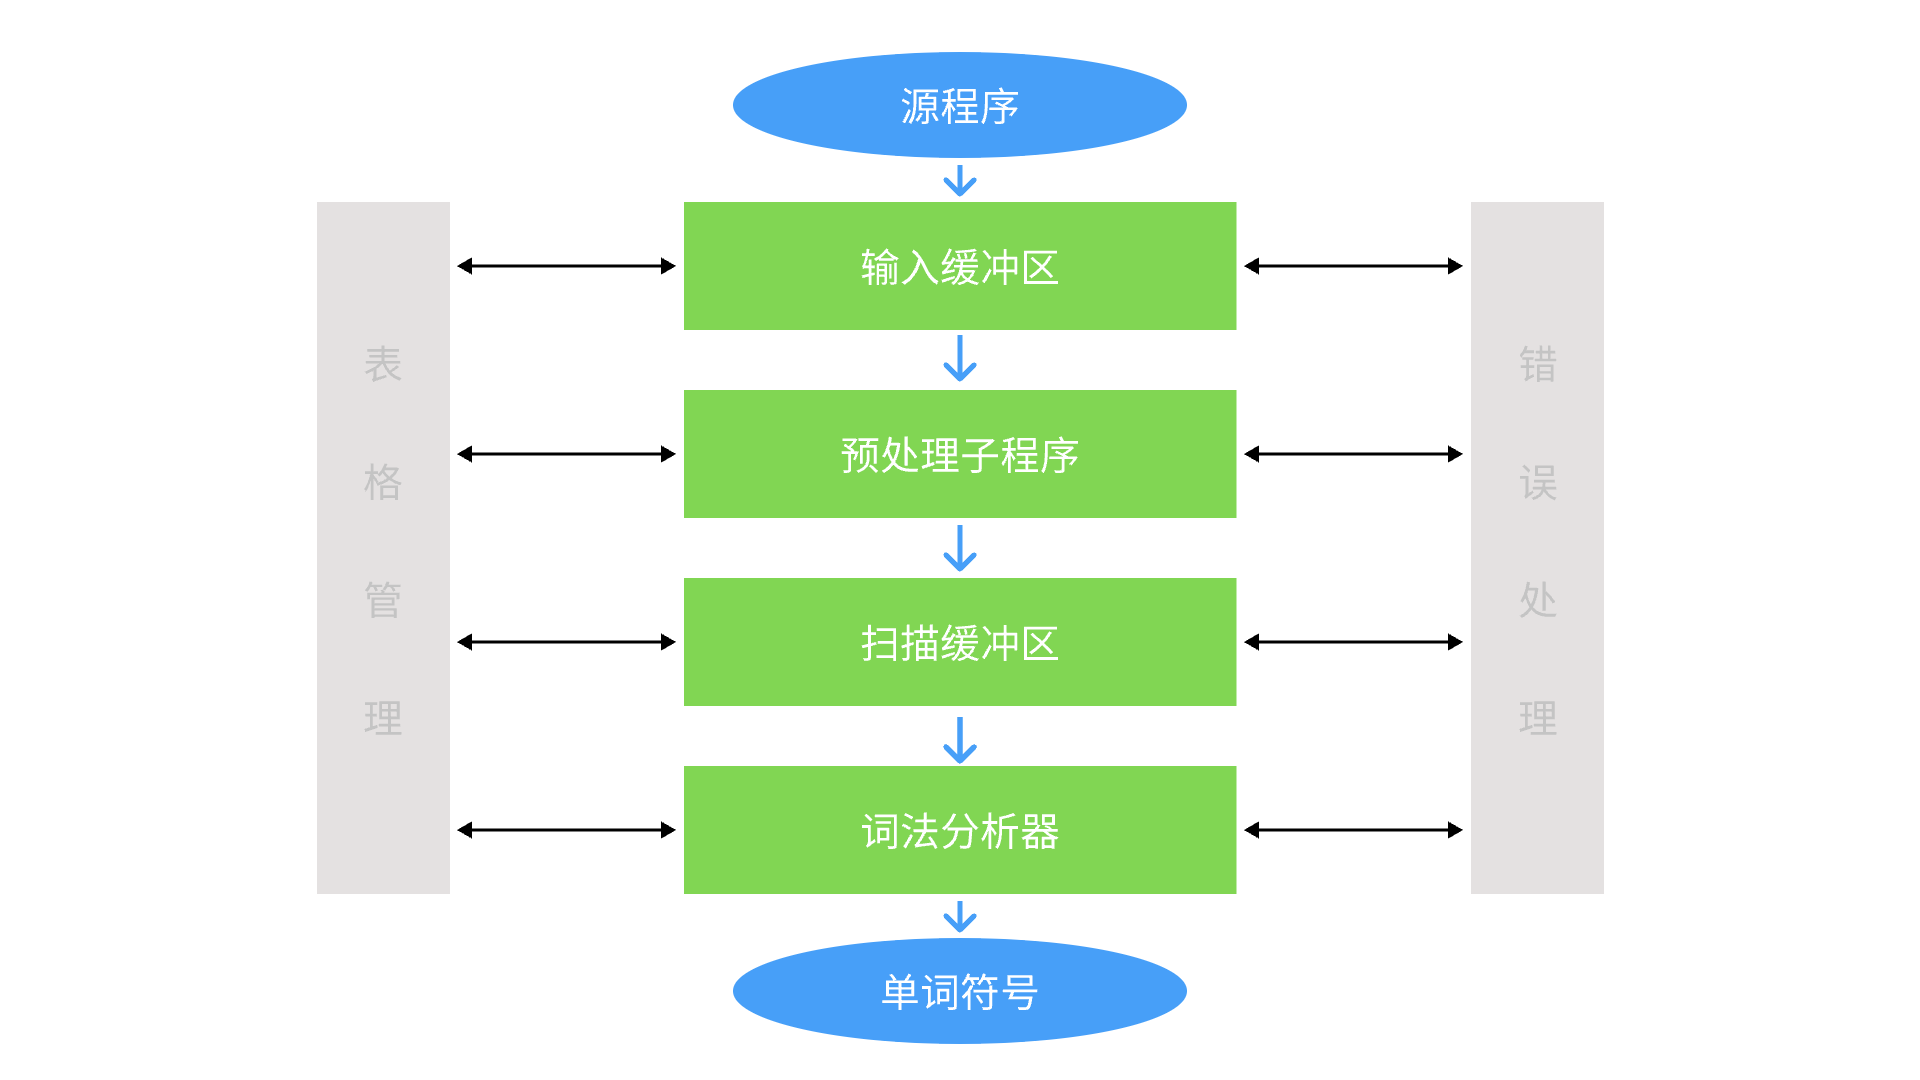 源程序
输入缓冲区
预处理子程序
扫描缓冲区
词法分析器
单词符号
表格管理
错误处理